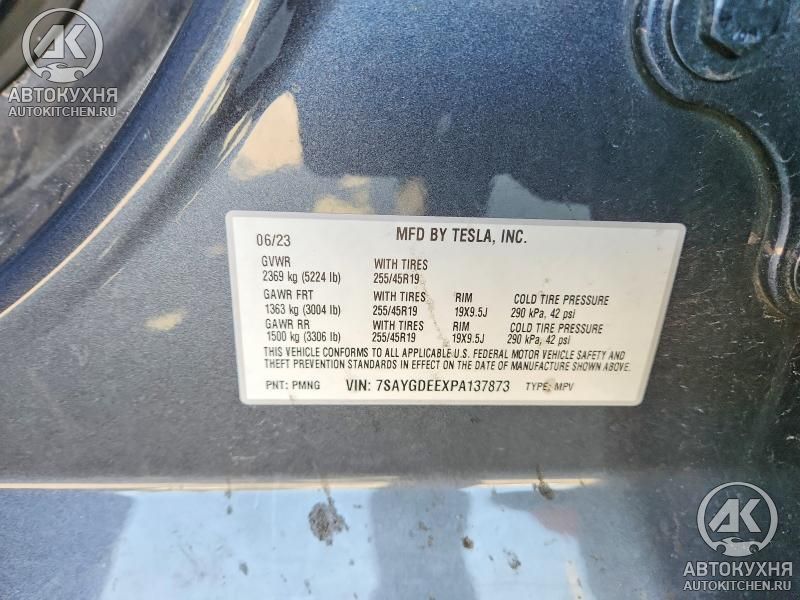 АК
АВТОКУХНЯ
AUTOKITCHEN.RU
06/23 MFD BY TESLA, INC.
GVWR WITH TIRES
2369 kg (5224 lb) 255/45R19
GAWR FRT WITH TIRES RIM COLD TIRE PRESSURE
1363 kg (3004 lb) 255/45R19 19X9.5J 290 kPa, 42 psi
GAWR RR WITH TIRES RIM COLD TIRE PRESSURE
1500 kg (3306 lb) 255/45R19 19X9.5J 290 kPa, 42 psi
THIS VEHICLE CONFORMS TO ALL APPLICABLE U.S. FEDERAL MOTOR VEHICLE SAFETY AND
THEFT PREVENTION STANDARDS IN EFFECT ON THE DATE OF MANUFACTURE SHOWN ABOVE.
PNT: PMNG VIN: 7SAYGDEEXPA137873 TYPE: MPV
АК
АВТОКУХНЯ
AUTOKITCHEN.RU